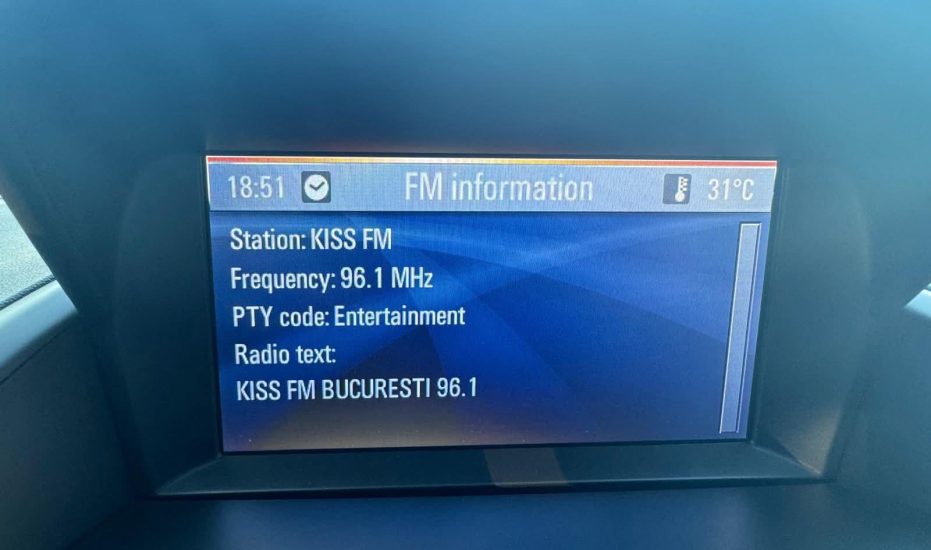 18:51 FM information 31°C
Station: KISS FM
Frequency: 96.1 MHz
PTY code: Entertainment
Radio text:
KISS FM BUCURESTI 96.1